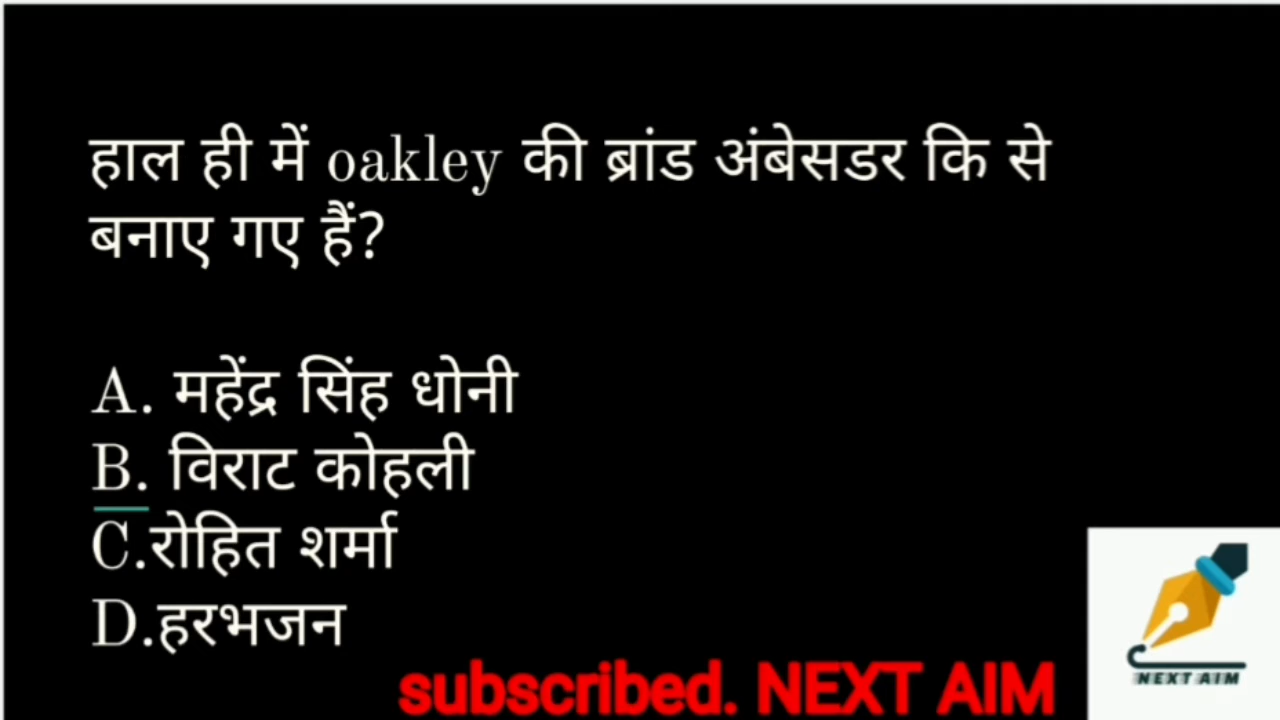 हाल ही में oakley की ब्रांड अंबेसडर कि से
बनाए गए हैं?
A. महेंद्र सिंह धोनी
B. विराट कोहली
C.रोहित शर्मा
D.हरभजन
subscribed. NEXT AIM
NEXT AIM